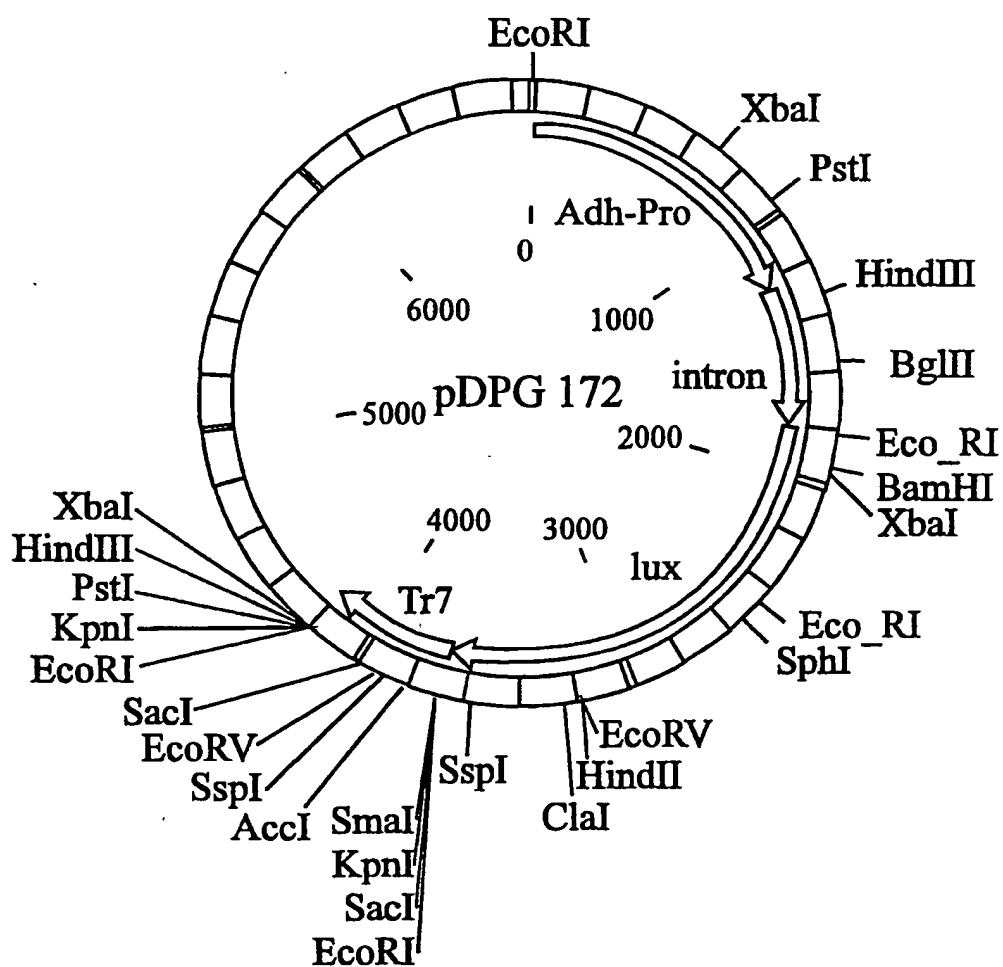 EcoRI
XbaI
PstI
Adh-Pro
0
HindIII
6000
1000
BglII
intron
pDPG 172
5000
2000
Eco_RI
BamHI
XbaI
XbaI
HindIII
PstI
KpnI
EcoRI
4000
3000
lux
Tr7
Eco_RI
SphI
SacI
EcoRV
SspI
AccI
EcoRV
HindII
SspI
ClaI
SmaI
KpnI
SacI
EcoRI